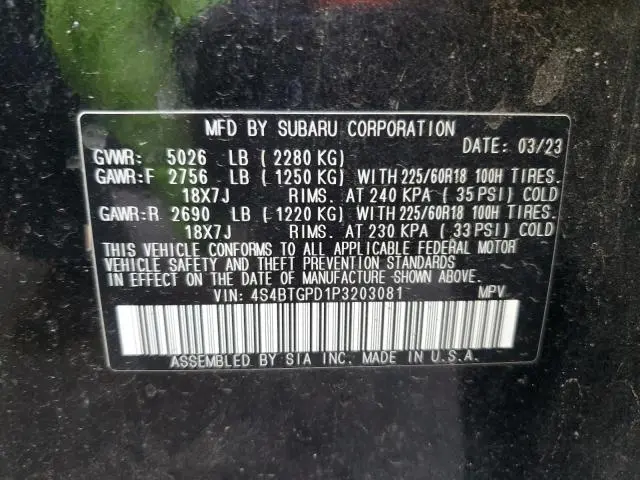 MFD BY SUBARU CORPORATION
DATE: 03/23
GVWR: 5026 LB ( 2280 KG)
GAWR:F 2756 LB ( 1250 KG) WITH 225/60R18 100H TIRES.
18X7J RIMS. AT 240 KPA ( 35 PSI) COLD
GAWR:R 2690 LB ( 1220 KG) WITH 225/60R18 100H TIRES.
18X7J RIMS. AT 230 KPA ( 33 PSI) COLD
THIS VEHICLE CONFORMS TO ALL APPLICABLE FEDERAL MOTOR
VEHICLE SAFETY AND THEFT PREVENTION STANDARDS
IN EFFECT ON THE DATE OF MANUFACTURE SHOWN ABOVE.
VIN: 4S4BTGPD1P3203081 MPV
ASSEMBLED BY SIA INC. MADE IN U.S.A.